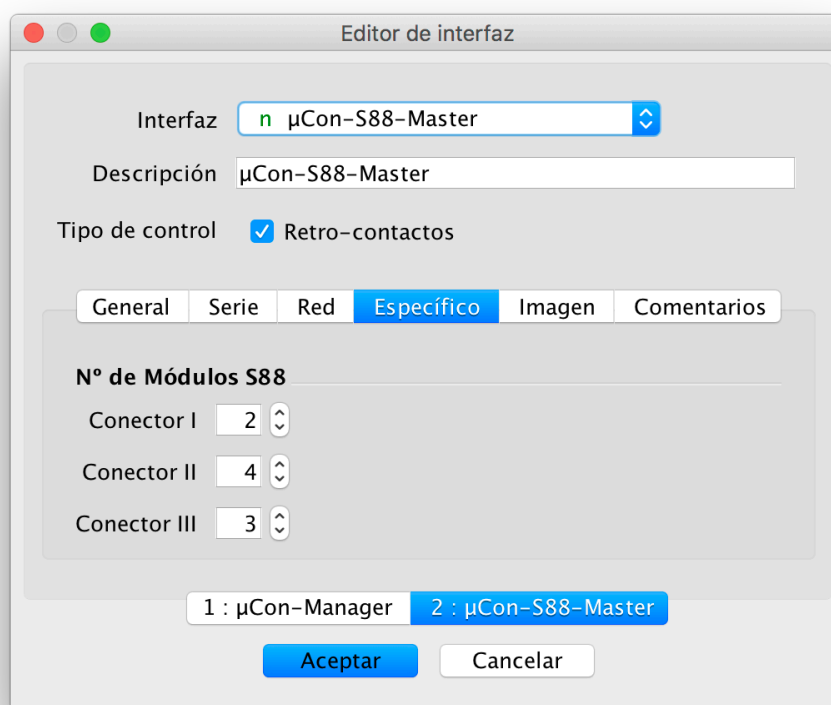 Editor de interfaz
Interfaz n µCon-S88-Master
Descripción µCon-S88-Master
Tipo de control Retro-contactos
General Serie Red Específico Imagen Comentarios
Nº de Módulos S88
Conector I 2
Conector II 4
Conector III 3
1 : µCon-Manager 2 : µCon-S88-Master
Aceptar Cancelar